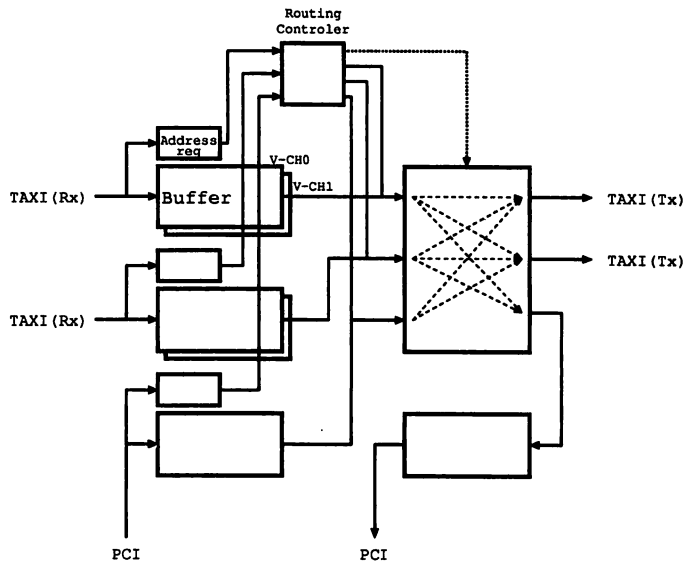 Routing
Controler
Address
req
V-CH0
TAXI(Rx)
Buffer
V-CH1
TAXI(Tx)
TAXI(Tx)
TAXI(Rx)
PCI
PCI